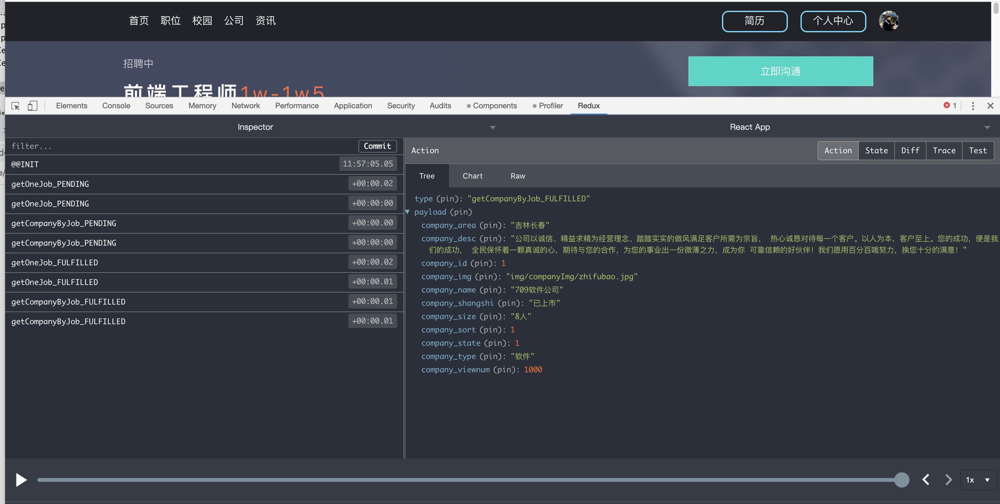 首页 职位 校园 公司 资讯 简历 个人中心
招聘中
立即沟通
前端工程师1w-1w5
Elements Console Sources Memory Network Performance Application Security Audits Components Profiler Redux 1
Inspector React App
filter... Commit
@@INIT 11:57:05.05
getOneJob_PENDING +00:00.02
getOneJob_PENDING +00:00:00
getCompanyByJob_PENDING +00:00.00
getCompanyByJob_PENDING +00:00:00
getOneJob_FULFILLED +00:00.02
getOneJob_FULFILLED +00:00.01
getCompanyByJob_FULFILLED +00:00.01
getCompanyByJob_FULFILLED +00:00.01
Action Action State Diff Trace Test
Tree Chart Raw
type (pin): "getCompanyByJob_FULFILLED"
payload (pin)
company_area (pin): "吉林长春"
company_desc (pin): "公司以诚信、精益求精为经营理念、踏踏实实的做风满足客户所需为宗旨， 热心诚恳对待每一个客户。以人为本，客户至上。您的成功，便是我
们的成功， 全民保怀着一颗真诚的心，期待与您的合作，为您的事业出一份微薄之力，成为你 可靠信赖的好伙伴！我们愿用百分百哦努力，换您十分的满意！"
company_id (pin): 1
company_img (pin): "img/companyImg/zhifubao.jpg"
company_name (pin): "709软件公司"
company_shangshi (pin): "已上市"
company_size (pin): "8人"
company_sort (pin): 1
company_state (pin): 1
company_type (pin): "软件"
company_viewnum (pin): 1000
1x